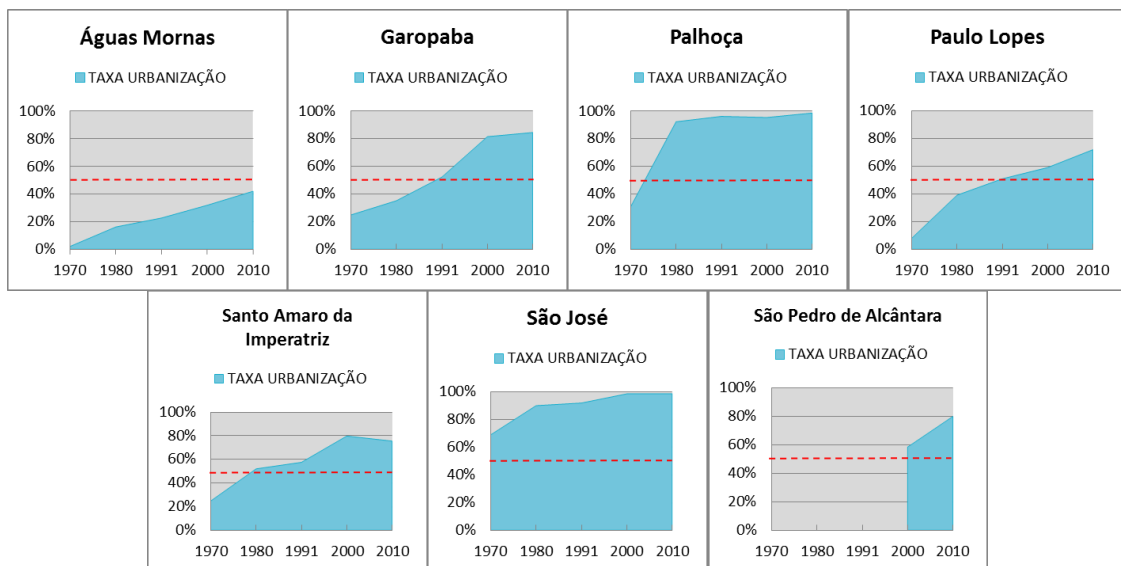 Águas Mornas
TAXA URBANIZAÇÃO
100%
80%
60%
40%
20%
0%
1970 1980 1991 2000 2010
Garopaba
TAXA URBANIZAÇÃO
100%
80%
60%
40%
20%
0%
1970 1980 1991 2000 2010
Palhoça
TAXA URBANIZAÇÃO
100%
80%
60%
40%
20%
0%
1970 1980 1991 2000 2010
Paulo Lopes
TAXA URBANIZAÇÃO
100%
80%
60%
40%
20%
0%
1970 1980 1991 2000 2010
Santo Amaro da
Imperatriz
TAXA URBANIZAÇÃO
100%
80%
60%
40%
20%
0%
1970 1980 1991 2000 2010
São José
TAXA URBANIZAÇÃO
100%
80%
60%
40%
20%
0%
1970 1980 1991 2000 2010
São Pedro de Alcântara
TAXA URBANIZAÇÃO
100%
80%
60%
40%
20%
0%
1970 1980 1991 2000 2010